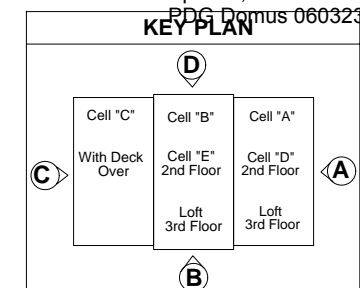 PDG Domus 060323
KEY PLAN
D
Cell "C"
With Deck
Over
Cell "B"
Cell "E"
2nd Floor
Loft
3rd Floor
Cell "A"
Cell "D"
2nd Floor
Loft
3rd Floor
C
A
B